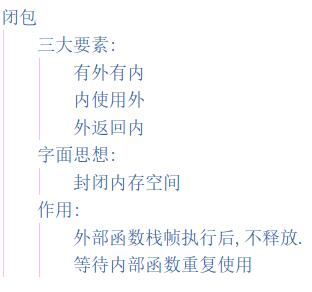 闭包
三大要素:
有外有内
内使用外
外返回内
字面思想:
封闭内存空间
作用:
外部函数栈帧执行后, 不释放.
等待内部函数重复使用